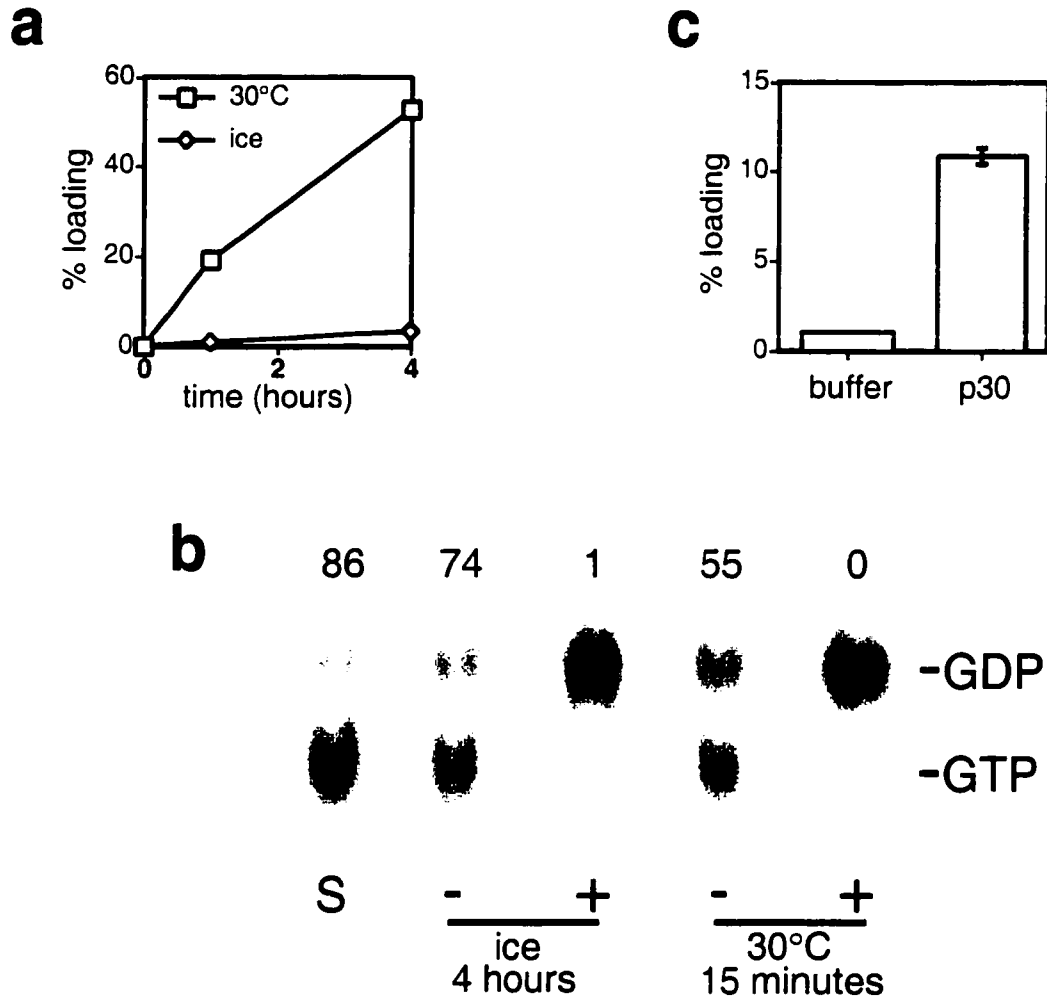 a
60
40
20
0
% loading
30°C
ice
0 2 4
time (hours)
c
15
10
5
0
% loading
buffer p30
b
86 74 1 55 0
-GDP
-GTP
S - + - +
ice 30°C
4 hours 15 minutes